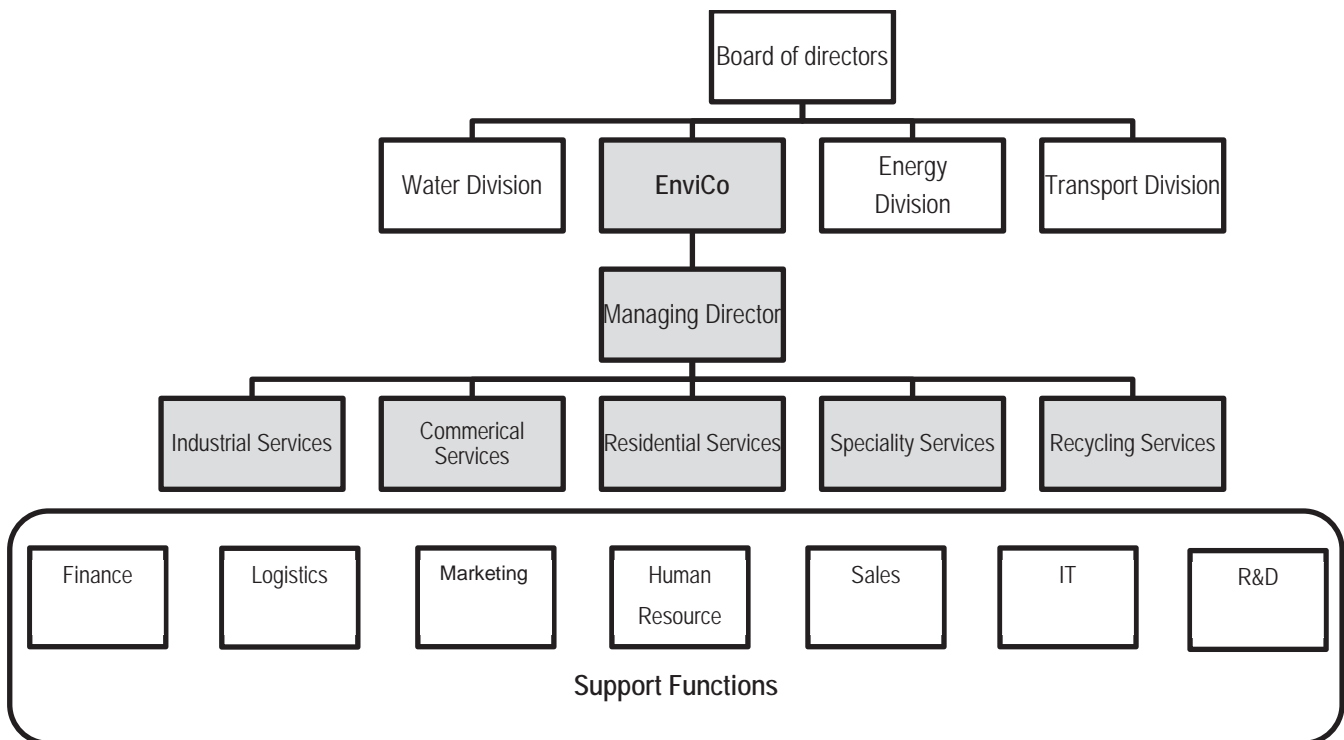 Board of directors
Water Division
EnviCo
Energy
Division
Transport Division
Managing Director
Industrial Services
Commerical
Services
Residential Services
Speciality Services
Recycling Services
Finance
Logistics
Marketing
Human
Resource
Sales
IT
R&D
Support Functions